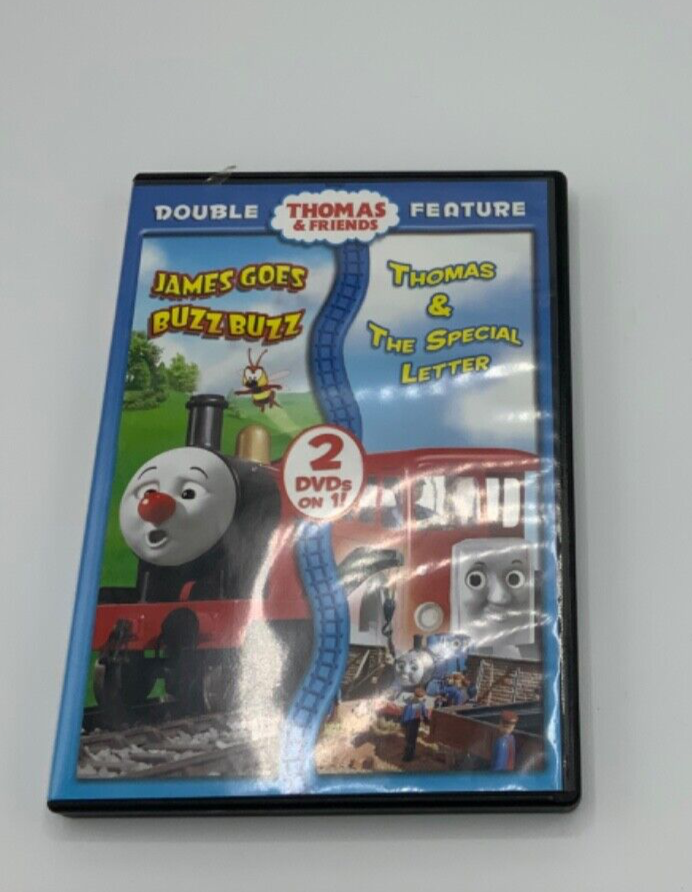 DOUBLE
THOMAS
& FRIENDS
FEATURE
JAMES GOES
BUZZ BUZZ
THOMAS
&
THE SPECIAL
LETTER
2
DVDs
ON 1!